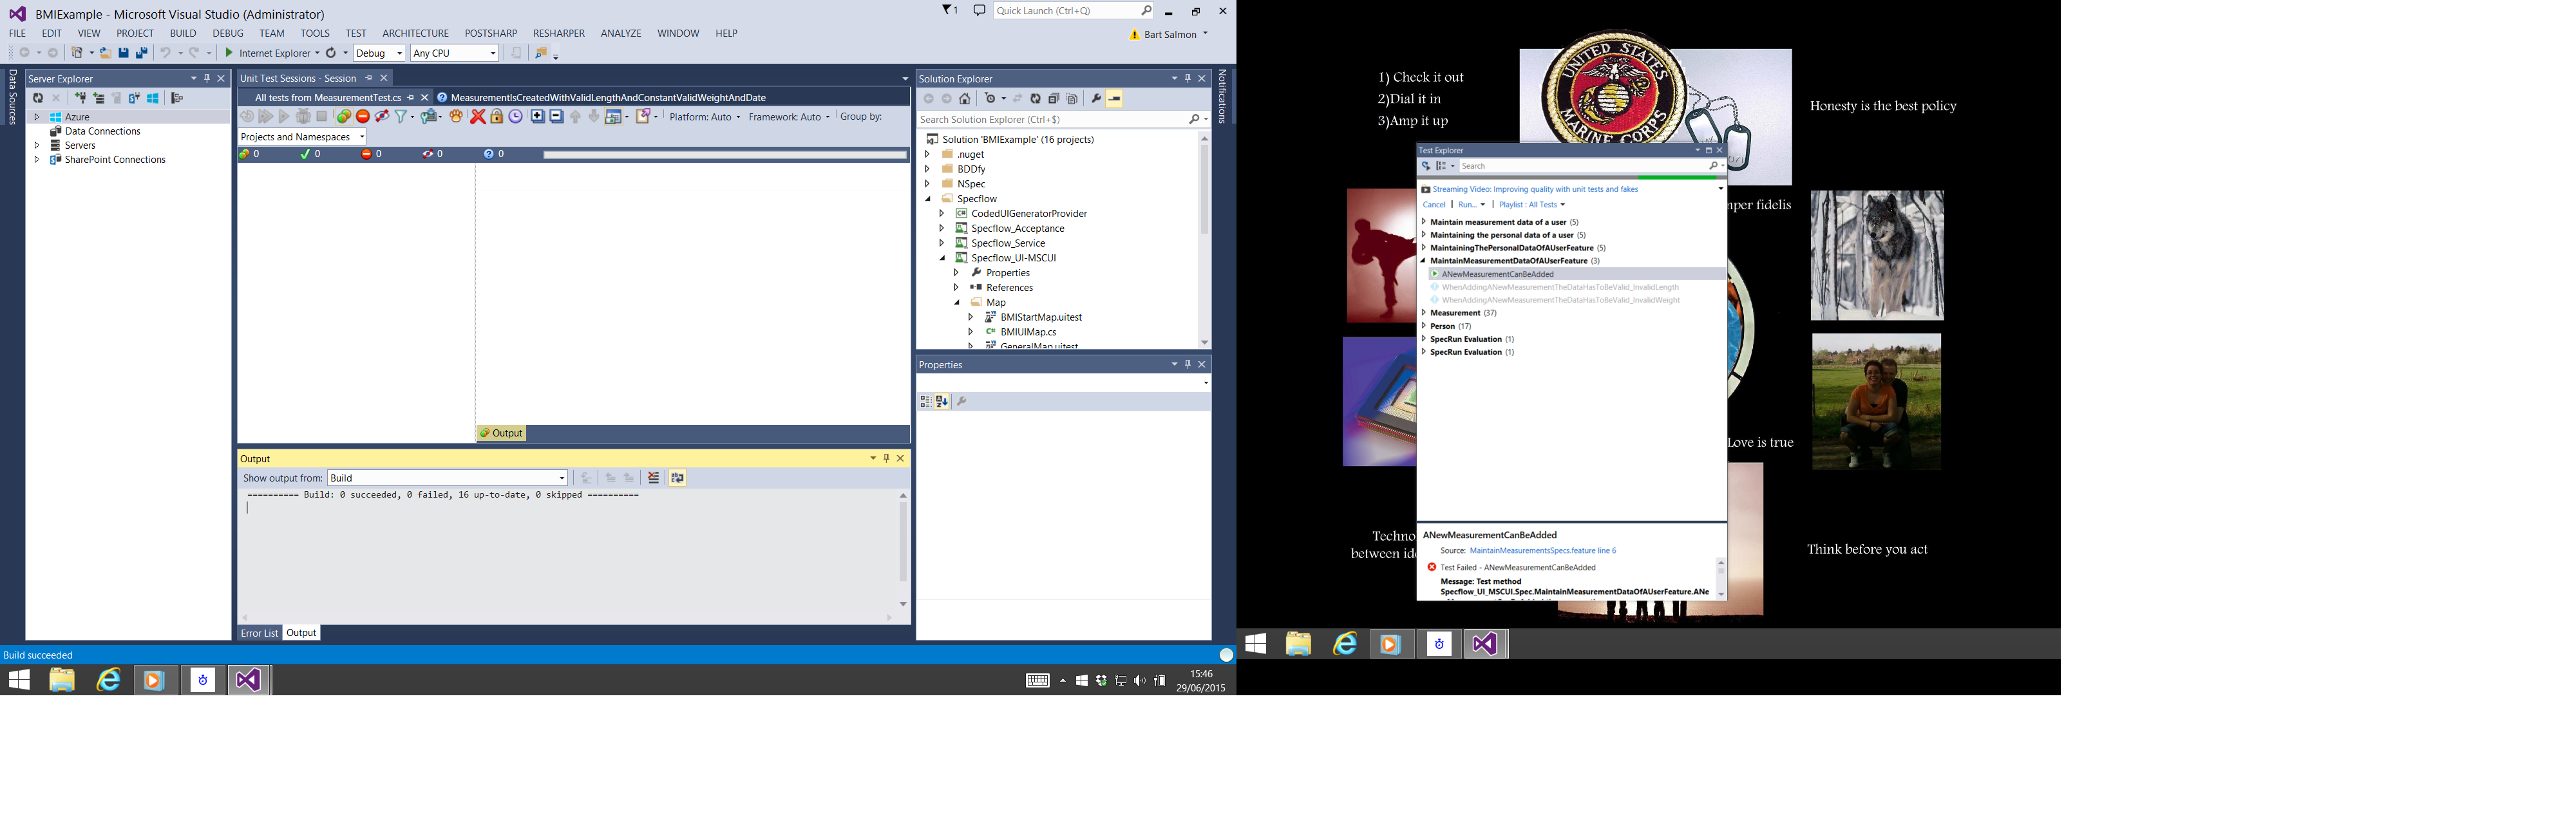 BMIExample - Microsoft Visual Studio (Administrator)
1
Quick Launch (Ctrl+Q)
FILE EDIT VIEW PROJECT BUILD DEBUG TEAM TOOLS TEST ARCHITECTURE POSTSHARP RESHARPER ANALYZE WINDOW HELP
Bart Salmon
Internet Explorer
Debug
Any CPU
Data Sources
Server Explorer
Azure
Data Connections
Servers
SharePoint Connections
Unit Test Sessions - Session
All tests from MeasurementTest.cs
MeasurementIsCreatedWithValidLengthAndConstantValidWeightAndDate
Platform: Auto
Framework: Auto
Group by:
Projects and Namespaces
0 0 0 0 0
Output
Output
Show output from: Build
========== Build: 0 succeeded, 0 failed, 16 up-to-date, 0 skipped ==========
Error List Output
Solution Explorer
Search Solution Explorer (Ctrl+$)
Solution 'BMIExample' (16 projects)
.nuget
BDDfy
NSpec
Specflow
CodedUIGeneratorProvider
Specflow_Acceptance
Specflow_Service
Specflow_UI-MSCUI
Properties
References
Map
BMIStartMap.uitest
BMIUIMap.cs
GeneralMap.uitest
Properties
Notifications
Build succeeded
15:46
29/06/2015
1) Check it out
2)Dial it in
3)Amp it up
UNITED STATES
MARINE CORPS
Honesty is the best policy
mper fidelis
Love is true
Techno
between ide
Think before you act
Test Explorer
Search
Streaming Video: Improving quality with unit tests and fakes
Cancel | Run... | Playlist : All Tests
Maintain measurement data of a user (5)
Maintaining the personal data of a user (5)
MaintainingThePersonalDataOfAUserFeature (5)
MaintainMeasurementDataOfAUserFeature (3)
ANewMeasurementCanBeAdded
WhenAddingANewMeasurementTheDataHasToBeValid_InvalidLength
WhenAddingANewMeasurementTheDataHasToBeValid_InvalidWeight
Measurement (37)
Person (17)
SpecRun Evaluation (1)
SpecRun Evaluation (1)
ANewMeasurementCanBeAdded
Source: MaintainMeasurementsSpecs.feature line 6
Test Failed - ANewMeasurementCanBeAdded
Message: Test method
Specflow_UI_MSCUI.Spec.MaintainMeasurementDataOfAUserFeature.ANe